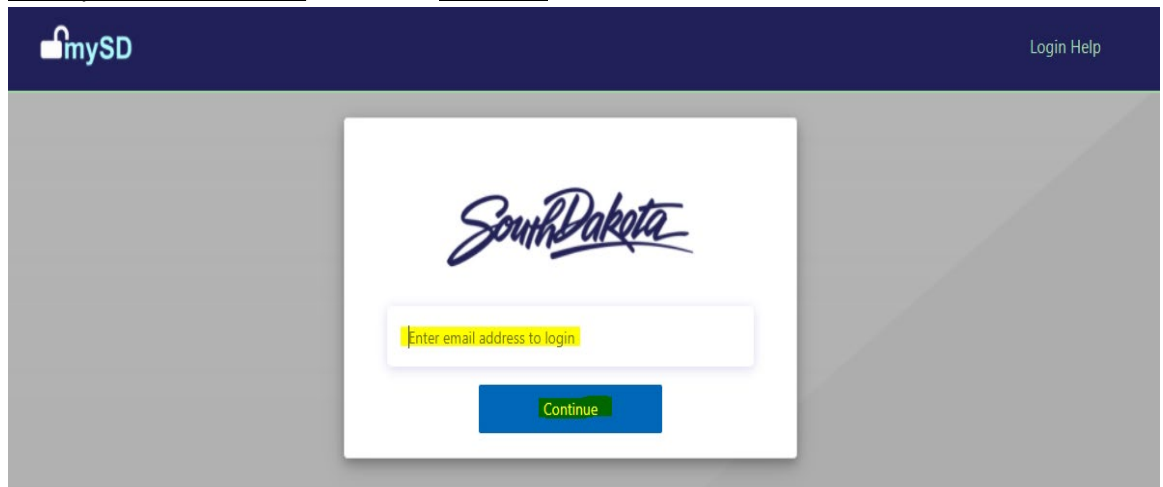 mySD
Login Help
SouthDakota
Enter email address to login
Continue